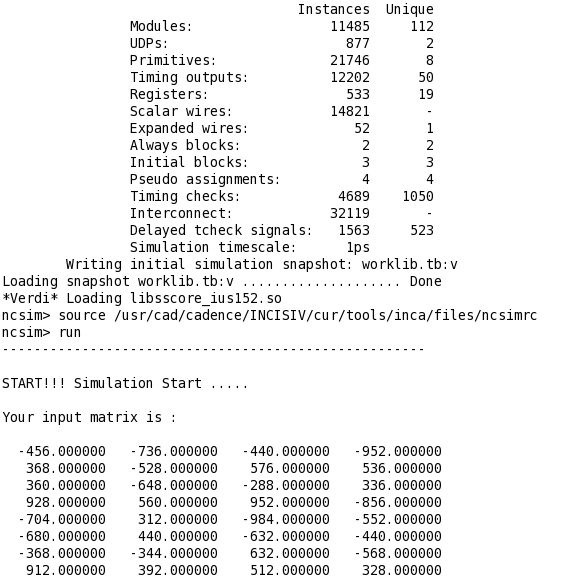 Instances  Unique
Modules:                 11485     112
UDPs:                      877       2
Primitives:              21746       8
Timing outputs:          12202      50
Registers:                 533      19
Scalar wires:            14821       -
Expanded wires:             52       1
Always blocks:               2       2
Initial blocks:              3       3
Pseudo assignments:          4       4
Timing checks:            4689    1050
Interconnect:            32119       -
Delayed tcheck signals:   1563     523
Simulation timescale:      1ps
Writing initial simulation snapshot: worklib.tb:v
Loading snapshot worklib.tb:v .................... Done
*Verdi* Loading libsscore_ius152.so
ncsim> source /usr/cad/cadence/INCISIV/cur/tools/inca/files/ncsimrc
ncsim> run
-----------------------------------------------------
START!!! Simulation Start .....
Your input matrix is :
-456.000000   -736.000000   -440.000000   -952.000000
368.000000   -528.000000    576.000000    536.000000
360.000000   -648.000000   -288.000000    336.000000
928.000000    560.000000    952.000000   -856.000000
-704.000000    312.000000   -984.000000   -552.000000
-680.000000    440.000000   -632.000000   -440.000000
-368.000000   -344.000000    632.000000   -568.000000
912.000000    392.000000    512.000000    328.000000